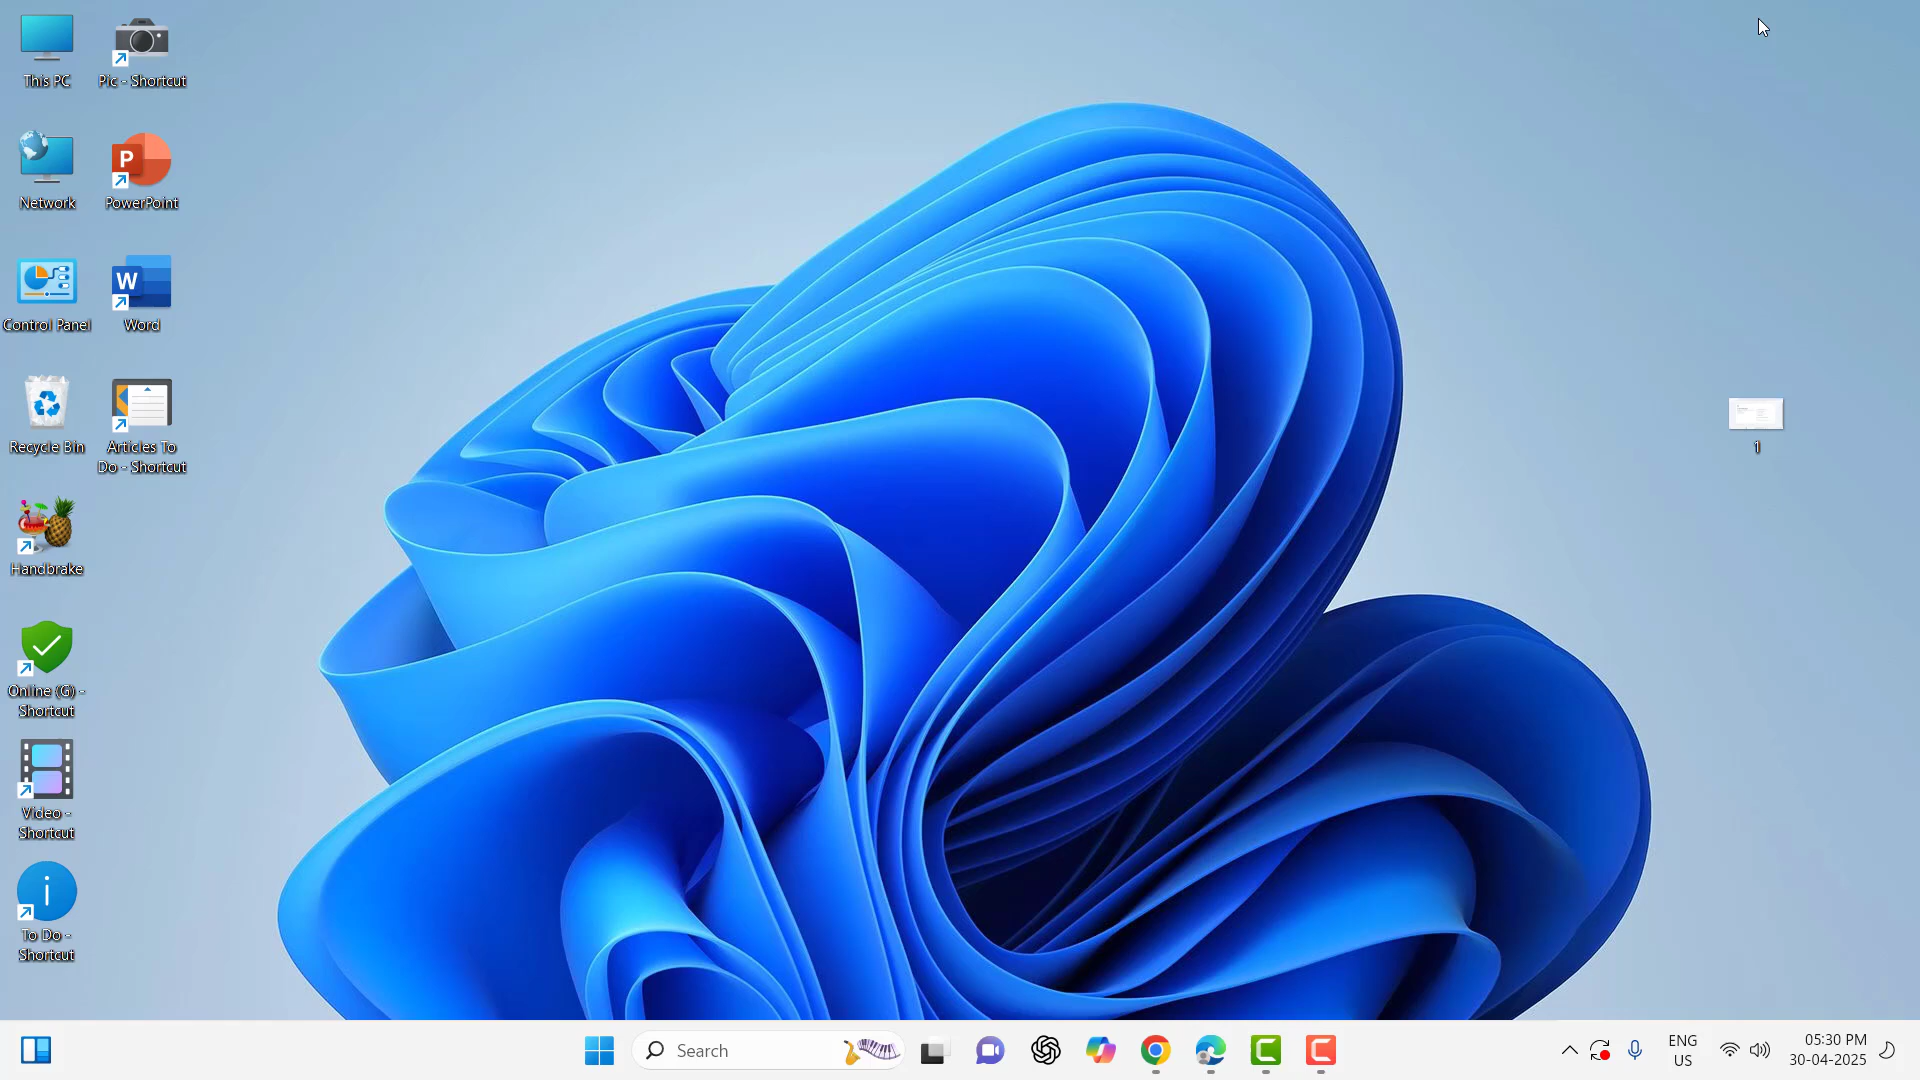 This PC
Pic - Shortcut
Network
PowerPoint
Control Panel
Word
Recycle Bin
Articles To
Do - Shortcut
Handbrake
Online (G) -
Shortcut
Video -
Shortcut
To Do -
Shortcut
1
Search
ENG
US
05:30 PM
30-04-2025